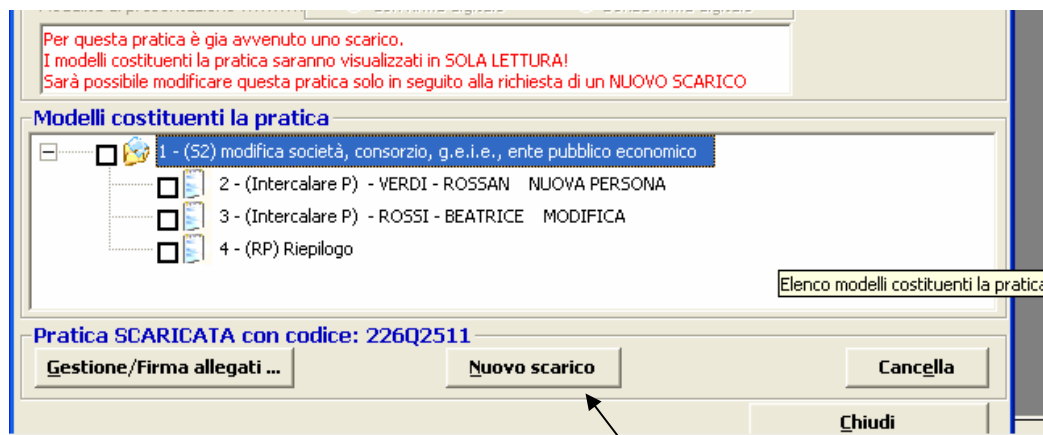 Per questa pratica è gia avvenuto uno scarico.
I modelli costituenti la pratica saranno visualizzati in SOLA LETTURA!
Sarà possibile modificare questa pratica solo in seguito alla richiesta di un NUOVO SCARICO
Modelli costituenti la pratica
1 - (S2) modifica società, consorzio, g.e.i.e., ente pubblico economico
2 - (Intercalare P) - VERDI - ROSSAN NUOVA PERSONA
3 - (Intercalare P) - ROSSI - BEATRICE MODIFICA
4 - (RP) Riepilogo
Elenco modelli costituenti la pratica
Pratica SCARICATA con codice: 226Q2511
Gestione/Firma allegati ... Nuovo scarico Cancella
Chiudi